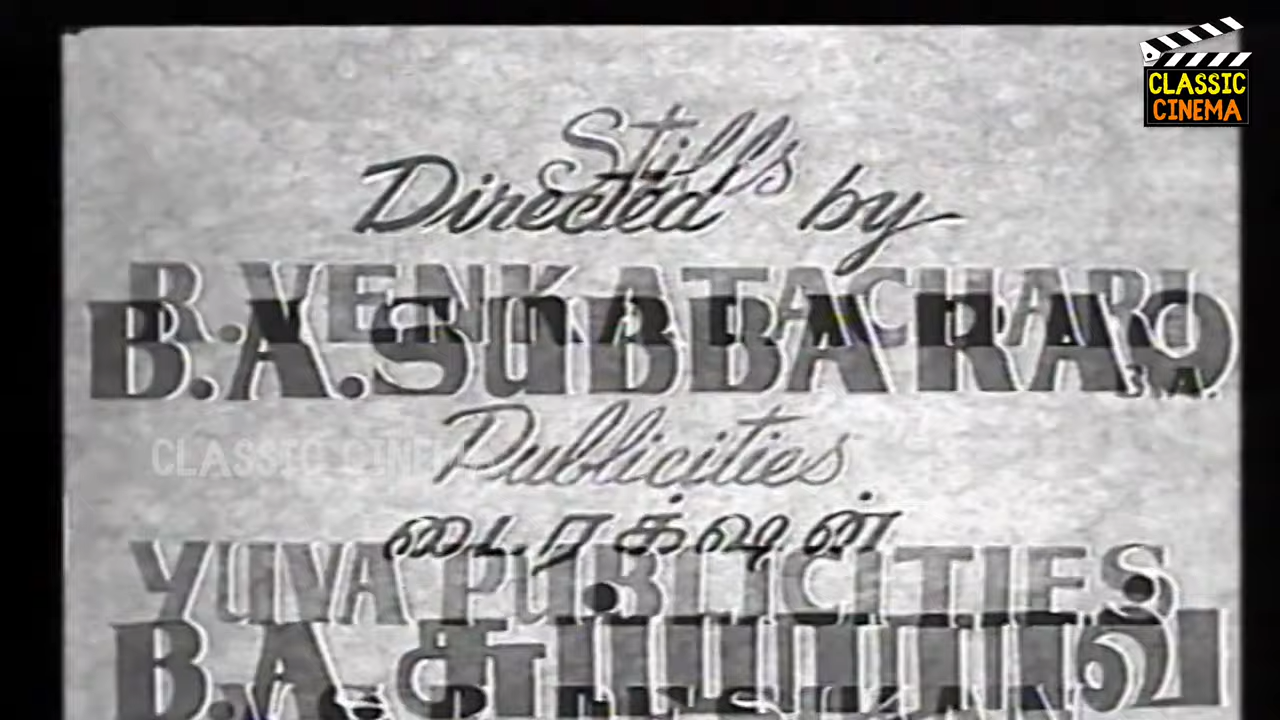 CLASSIC
CINEMA
Stills
Directed by
R.VENKATACHARI
B.A.SUBBA RAO
B.A.
Publicities
CLASSIC CINEMA
டைரக்ஷன்
YUVA PUBLICITIES
B.A சுப்பாராவ்